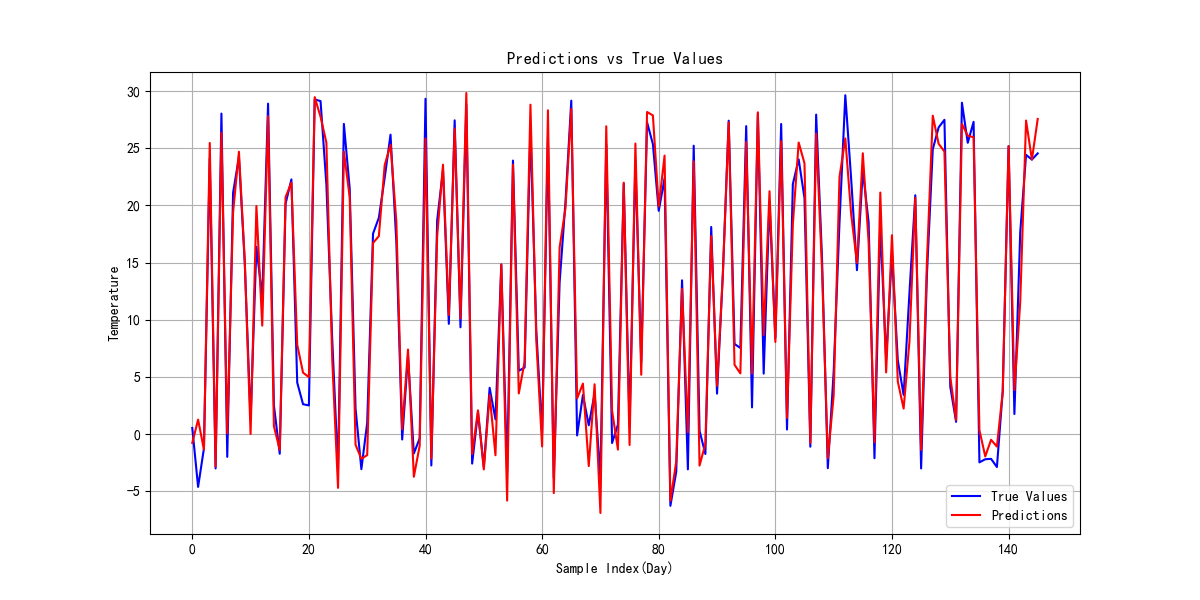 Predictions vs True Values
30
25
20
15
10
5
0
−5
Temperature
0 20 40 60 80 100 120 140
Sample Index(Day)
True Values
Predictions